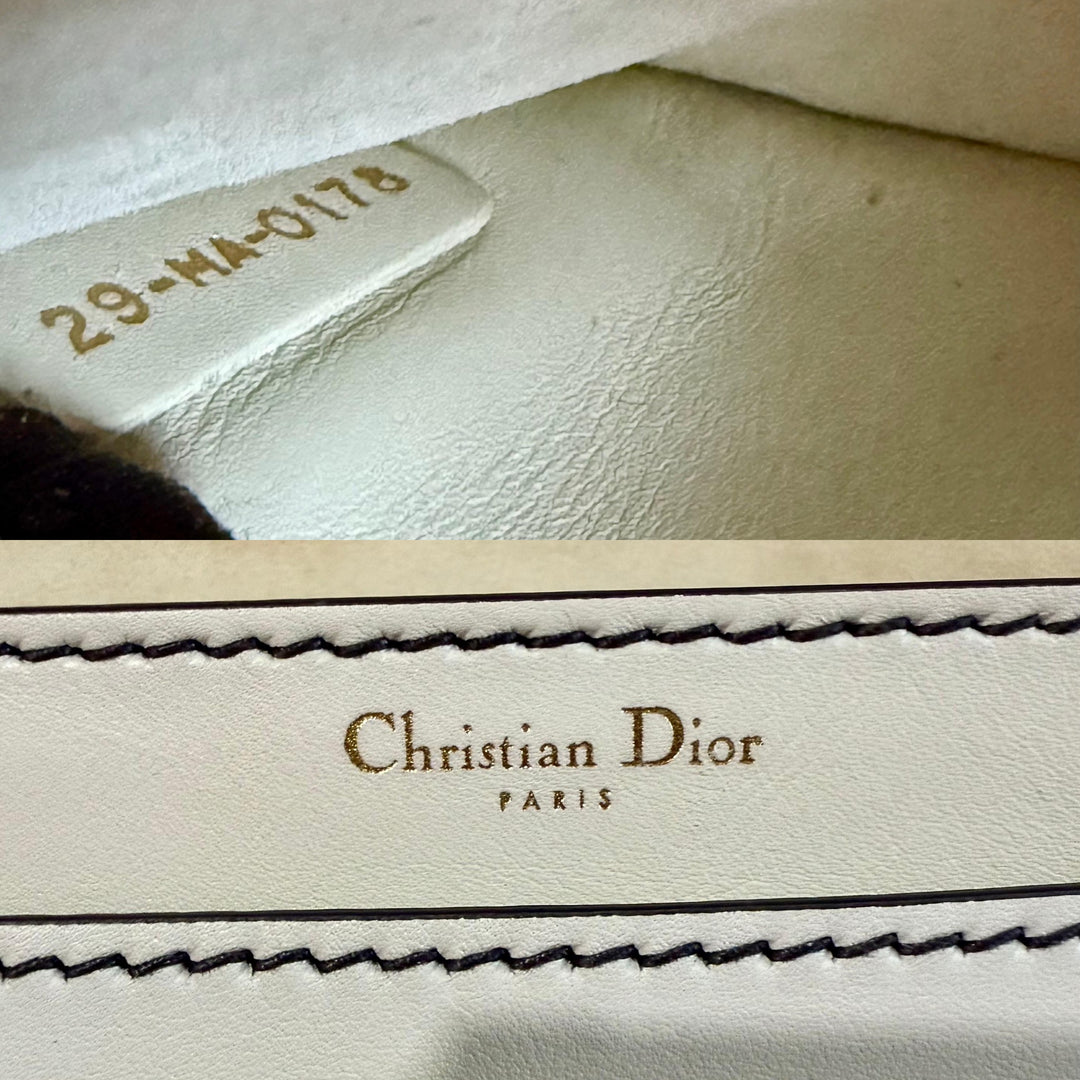 29-MA-0178
Christian Dior
PARIS